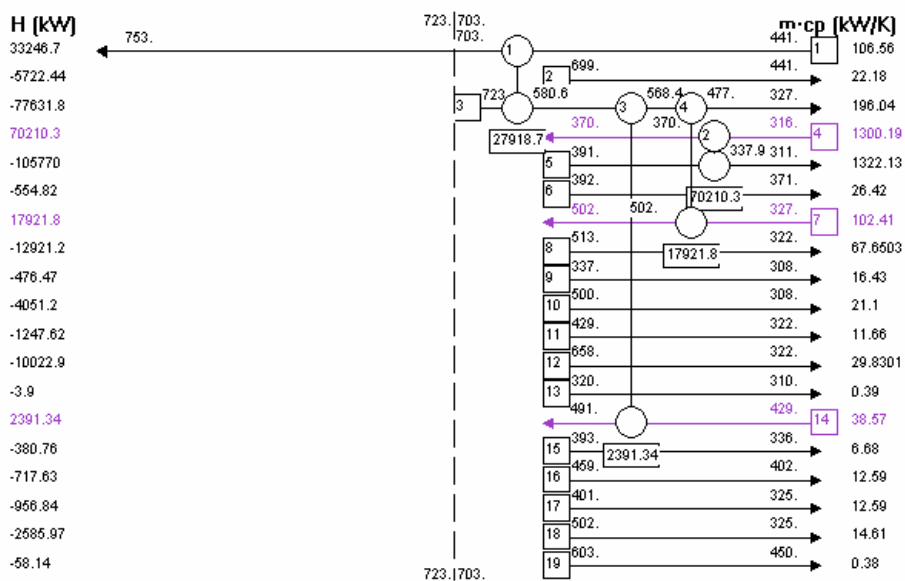 723. 703.
H (kW) m·cp (kW/K)
753. 703. 1 441. 1
33246.7 106.56
699. 441.
-5722.44 2 22.18
723 580.6 568.4 477. 327.
-77631.8 3 3 4 196.04
370. 370. 316.
70210.3 27918.7 2 4 1300.19
391. 337.9 311.
-105770 5 1322.13
392. 371.
-554.82 6 70210.3 26.42
502. 502. 327.
17921.8 7 102.41
513. 322.
-12921.2 8 17921.8 67.6503
337. 308.
-476.47 9 16.43
500. 308.
-4051.2 10 21.1
429. 322.
-1247.62 11 11.66
658. 322.
-10022.9 12 29.8301
320. 310.
-3.9 13 0.39
491. 429.
2391.34 14 38.57
393. 336.
-380.76 15 2391.34 6.68
459. 402.
-717.63 16 12.59
401. 325.
-956.84 17 12.59
502. 325.
-2585.97 18 14.61
603. 450.
-58.14 19 0.38
723. 703.